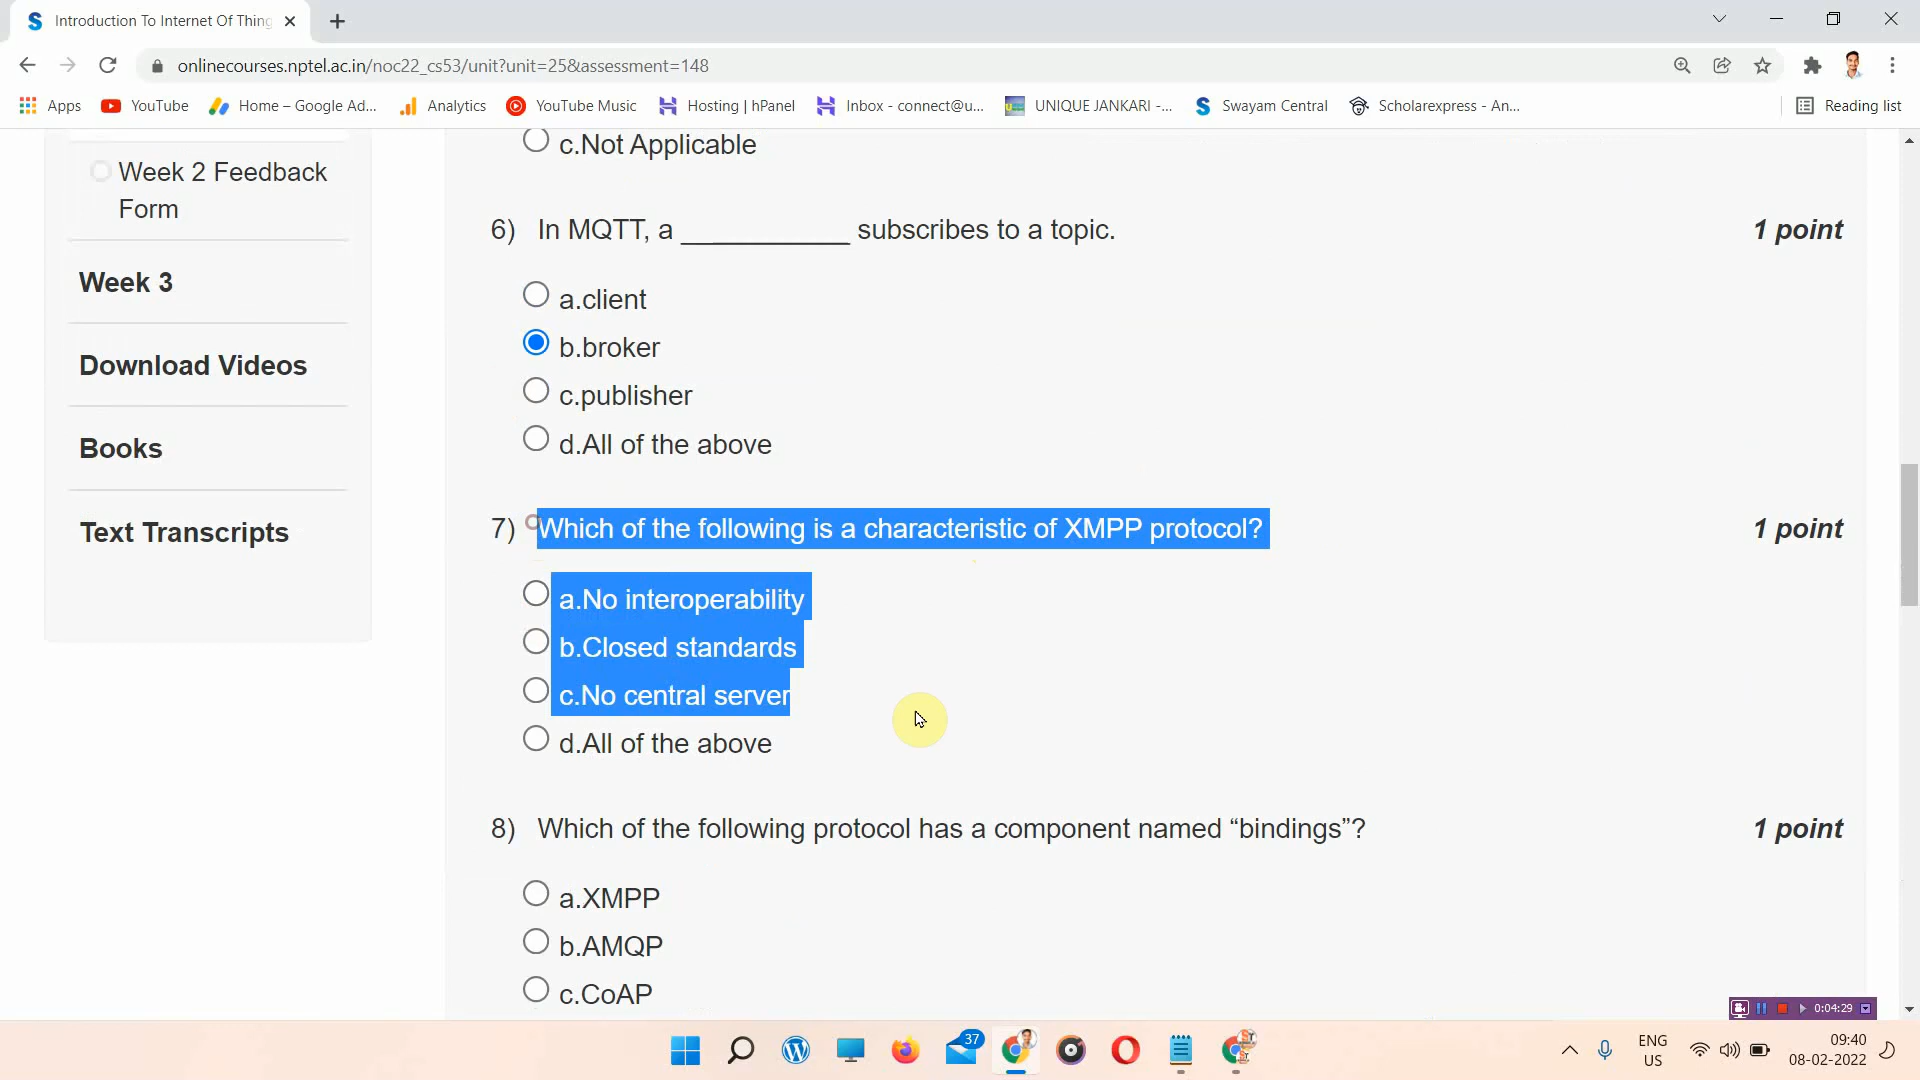 Introduction To Internet Of Thing
onlinecourses.nptel.ac.in/noc22_cs53/unit?unit=25&assessment=148
Apps YouTube Home – Google Ad... Analytics YouTube Music Hosting | hPanel Inbox - connect@u... UNIQUE JANKARI -... Swayam Central Scholarexpress - An... Reading list
c.Not Applicable
Week 2 Feedback
Form
Week 3
Download Videos
Books
Text Transcripts
6) In MQTT, a ___________ subscribes to a topic. 1 point
a.client
b.broker
c.publisher
d.All of the above
7) Which of the following is a characteristic of XMPP protocol? 1 point
a.No interoperability
b.Closed standards
c.No central server
d.All of the above
8) Which of the following protocol has a component named “bindings”? 1 point
a.XMPP
b.AMQP
c.CoAP
0:04:29
37
ENG
US
09:40
08-02-2022